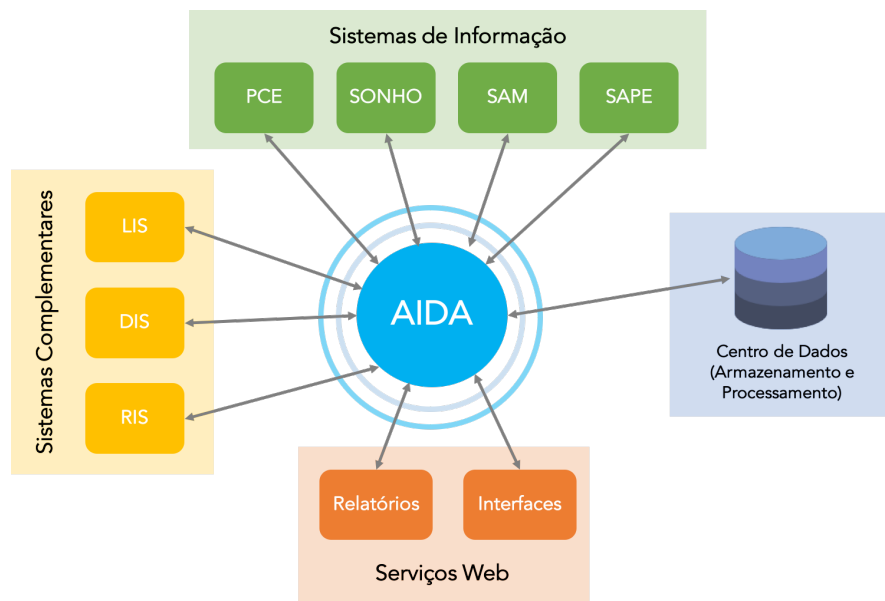 Sistemas de Informação
PCE
SONHO
SAM
SAPE
Sistemas Complementares
LIS
DIS
RIS
AIDA
Centro de Dados
(Armazenamento e
Processamento)
Relatórios
Interfaces
Serviços Web